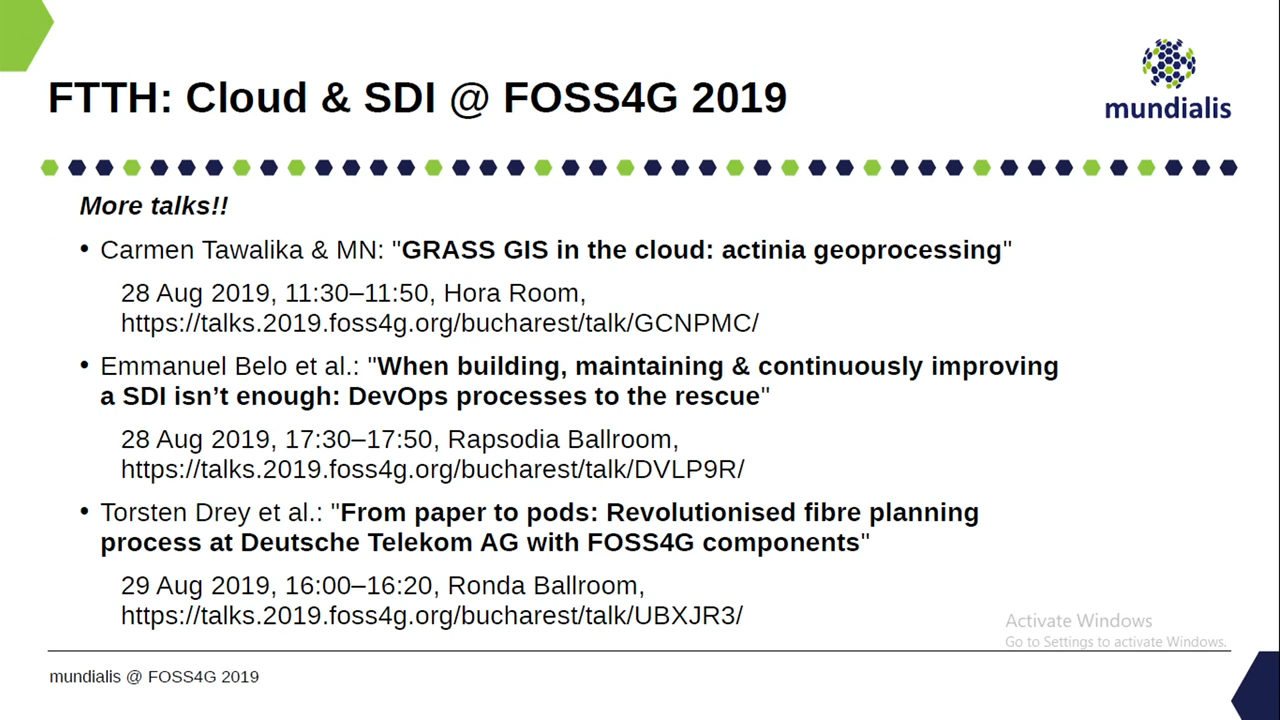 FTTH: Cloud & SDI @ FOSS4G 2019
mundialis
More talks!!
• Carmen Tawalika & MN: "GRASS GIS in the cloud: actinia geoprocessing"
28 Aug 2019, 11:30–11:50, Hora Room,
https://talks.2019.foss4g.org/bucharest/talk/GCNPMC/
• Emmanuel Belo et al.: "When building, maintaining & continuously improving
a SDI isn’t enough: DevOps processes to the rescue"
28 Aug 2019, 17:30–17:50, Rapsodia Ballroom,
https://talks.2019.foss4g.org/bucharest/talk/DVLP9R/
• Torsten Drey et al.: "From paper to pods: Revolutionised fibre planning
process at Deutsche Telekom AG with FOSS4G components"
29 Aug 2019, 16:00–16:20, Ronda Ballroom,
https://talks.2019.foss4g.org/bucharest/talk/UBXJR3/
Activate Windows
Go to Settings to activate Windows.
mundialis @ FOSS4G 2019